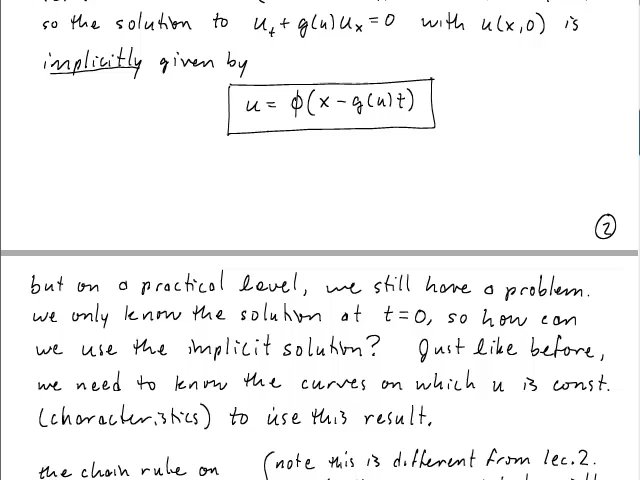 so the solution to u_t + g(u)u_x = 0 with u(x,0) is
implicitly given by
u = ϕ(x - g(u)t)
2
but on a practical level, we still have a problem.
we only know the solution at t=0, so how can
we use the implicit solution? Just like before,
we need to know the curves on which u is const.
(characteristics) to use this result.
the chain rule on (note this is different from lec. 2.